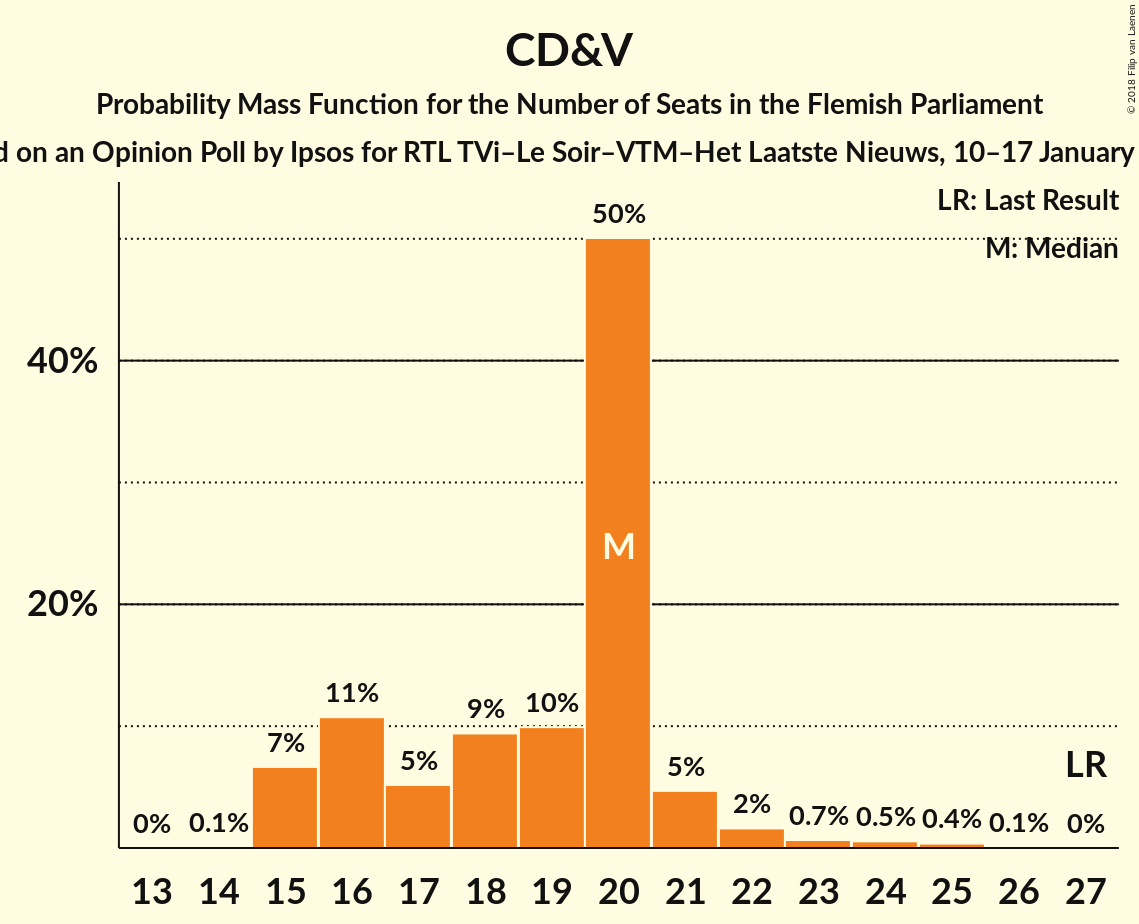 CD&V
Probability Mass Function for the Number of Seats in the Flemish Parliament
on an Opinion Poll by Ipsos for RTL TVi–Le Soir–VTM–Het Laatste Nieuws, 10–17 January
© 2018 Filip van Laenen
LR: Last Result
M: Median
50%
40%
20%
M
0% 0.1% 7% 11% 5% 9% 10% 5% 2% 0.7% 0.5% 0.4% 0.1% 0%
LR
13 14 15 16 17 18 19 20 21 22 23 24 25 26 27